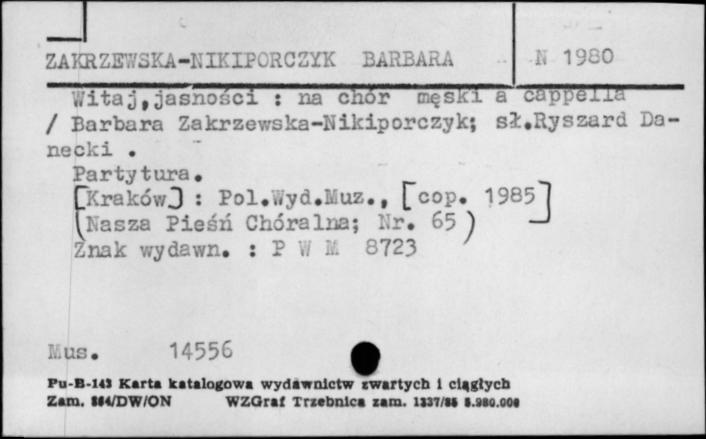 ZAKRZEWSKA-NIKIPORCZYK BARBARA N 1980
Witaj,jasności : na chór męski a cappella
/ Barbara Zakrzewska-Nikiporczyk; sł.Ryszard Da-
necki .
Partytura.
[Kraków] : Pol.Wyd.Muz., [cop. 1985]
(Nasza Pieśń Chóralna; Nr. 65)
Znak wydawn. : P W M 8723
Mus. 14556
Pu-B-143 Karta katalogowa wydawnictw zwartych i ciągłych
Zam. 884/DW/ON WZGraf Trzebnica zam. 1337/85 5.980.000